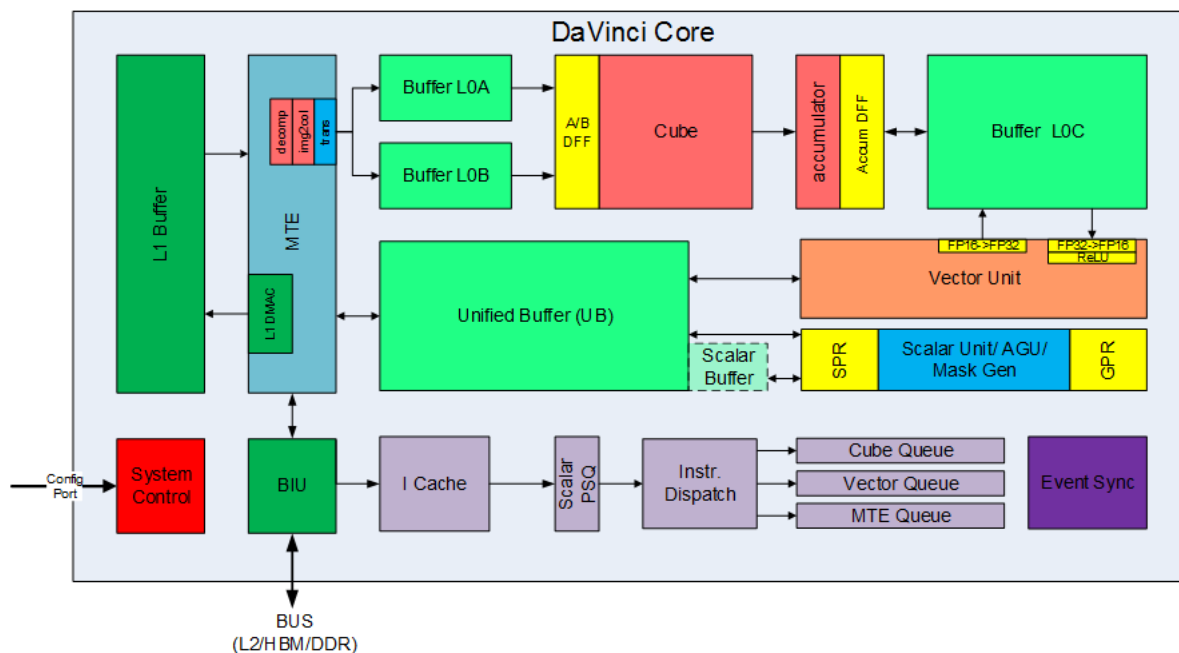 DaVinci Core
L1 Buffer
MTE
decomp
img2col
trans
L1 DMAC
Buffer L0A
Buffer L0B
A/B
DFF
Cube
accumulator
Accum DFF
Buffer L0C
FP16->FP32
FP32->FP16
ReLU
Vector Unit
Unified Buffer (UB)
Scalar
Buffer
SPR
Scalar Unit/ AGU/
Mask Gen
GPR
Config
Port
System
Control
BIU
I Cache
Scalar
PSQ
Instr.
Dispatch
Cube Queue
Vector Queue
MTE Queue
Event Sync
BUS
(L2/HBM/DDR)